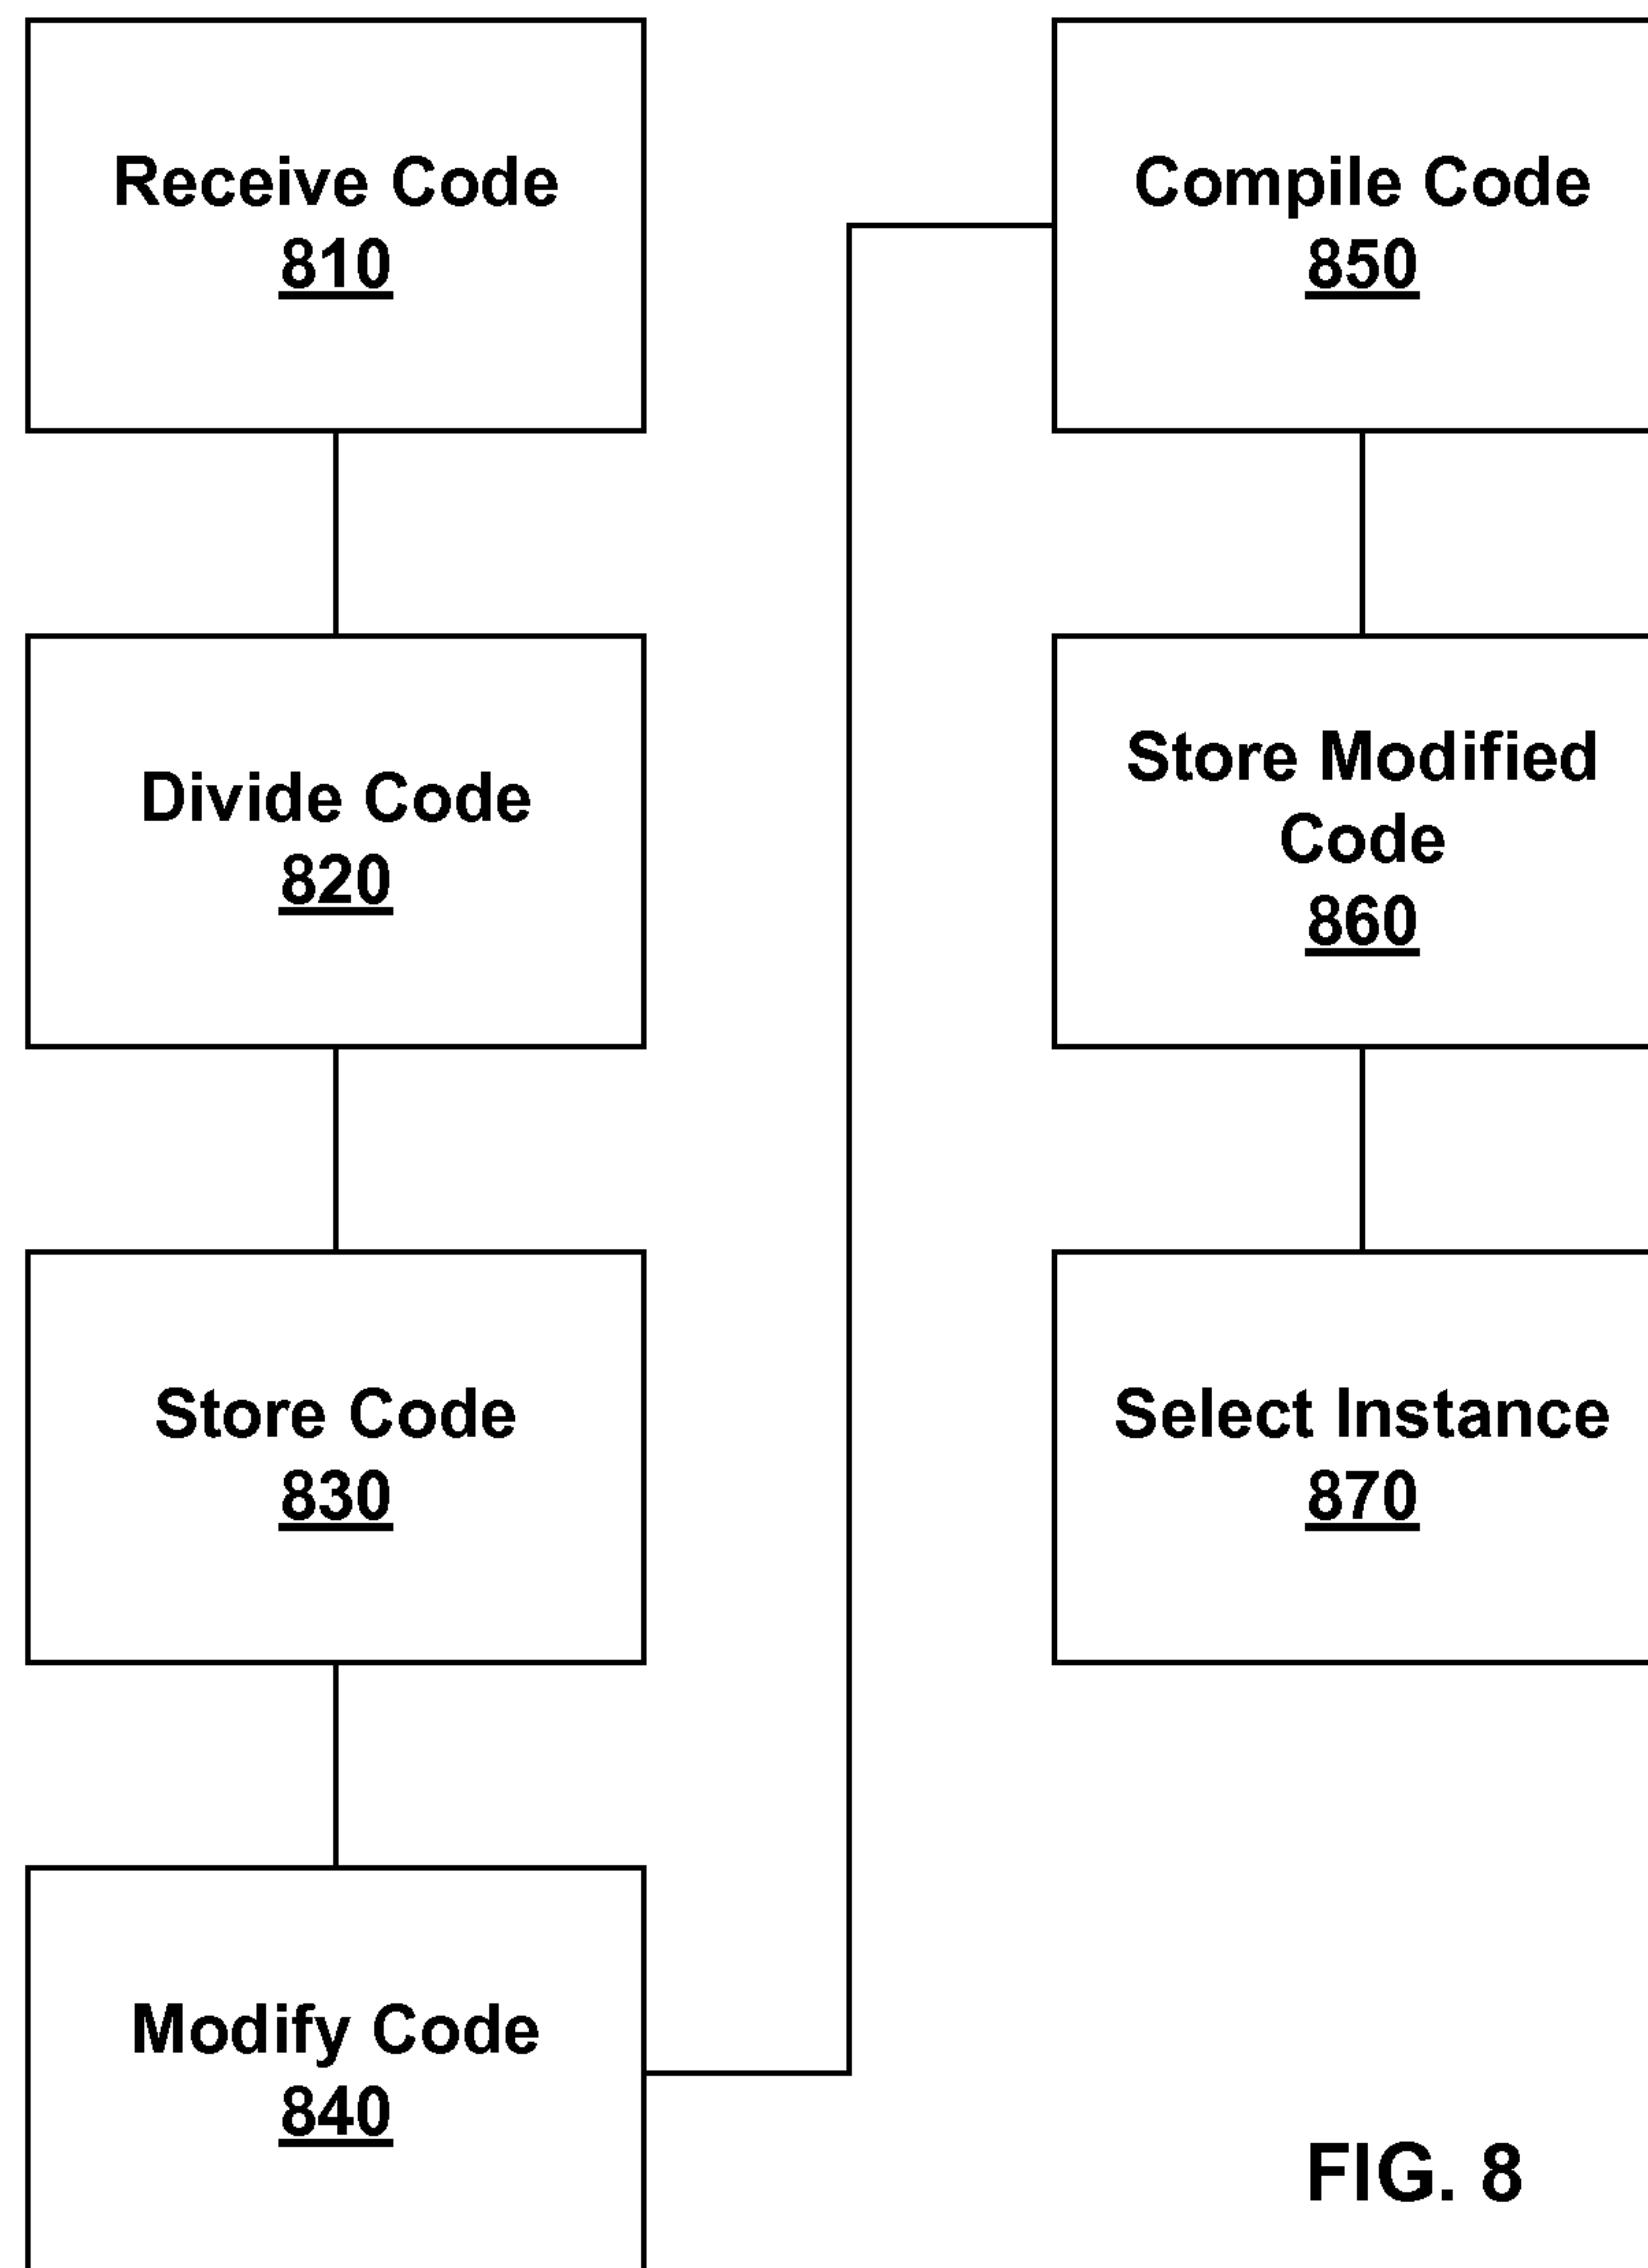 Receive Code
810
Divide Code
820
Store Code
830
Modify Code
840
Compile Code
850
Store Modified
Code
860
Select Instance
870
FIG. 8